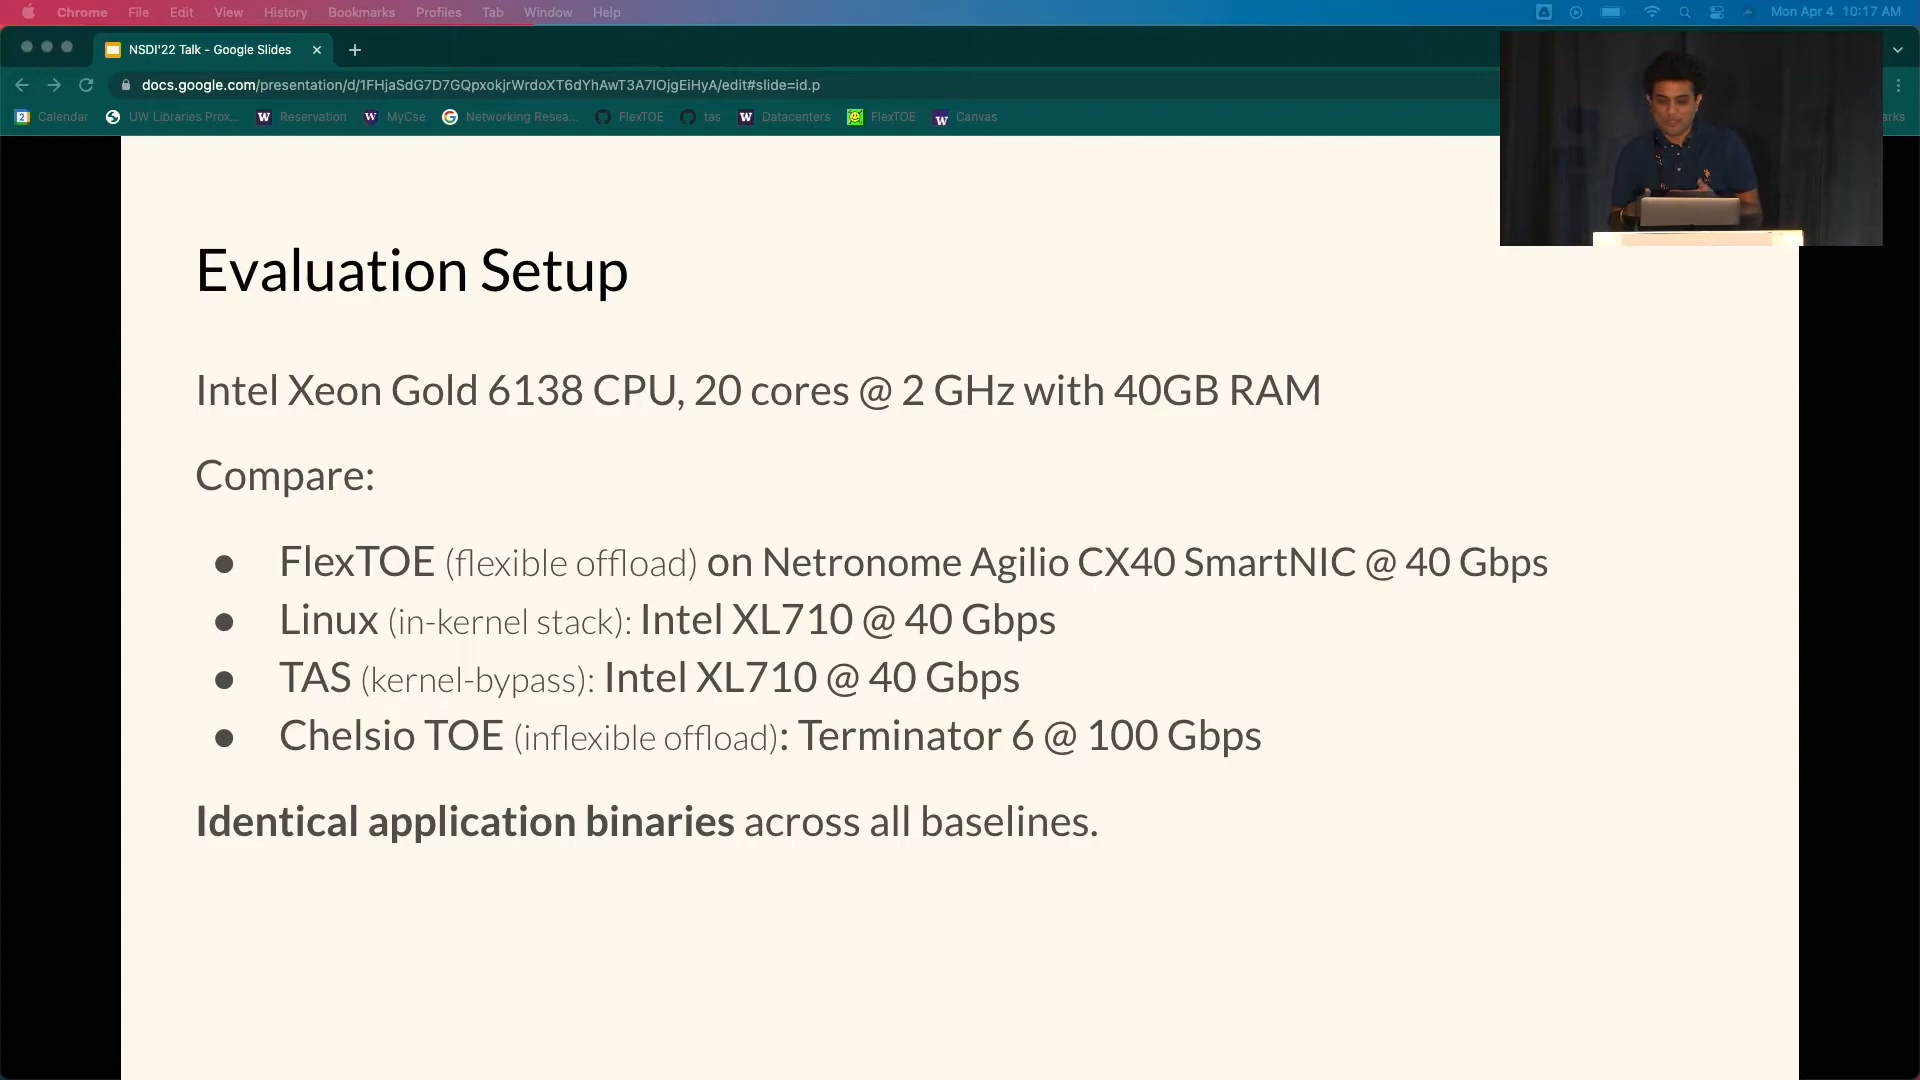 Chrome File Edit View History Bookmarks Profiles Tab Window Help Mon Apr 4 10:17 AM
NSDI'22 Talk - Google Slides
docs.google.com/presentation/d/1FHjaSdG7D7GQpxokjrWrdoXT6dYhAwT3A7IOjgEiHyA/edit#slide=id.p
2 Calendar UW Libraries Prox... W Reservation W MyCse G Networking Resea... FlexTOE tas W Datacenters FlexTOE W Canvas arks
Evaluation Setup
Intel Xeon Gold 6138 CPU, 20 cores @ 2 GHz with 40GB RAM
Compare:
● FlexTOE (flexible offload) on Netronome Agilio CX40 SmartNIC @ 40 Gbps
● Linux (in-kernel stack): Intel XL710 @ 40 Gbps
● TAS (kernel-bypass): Intel XL710 @ 40 Gbps
● Chelsio TOE (inflexible offload): Terminator 6 @ 100 Gbps
Identical application binaries across all baselines.